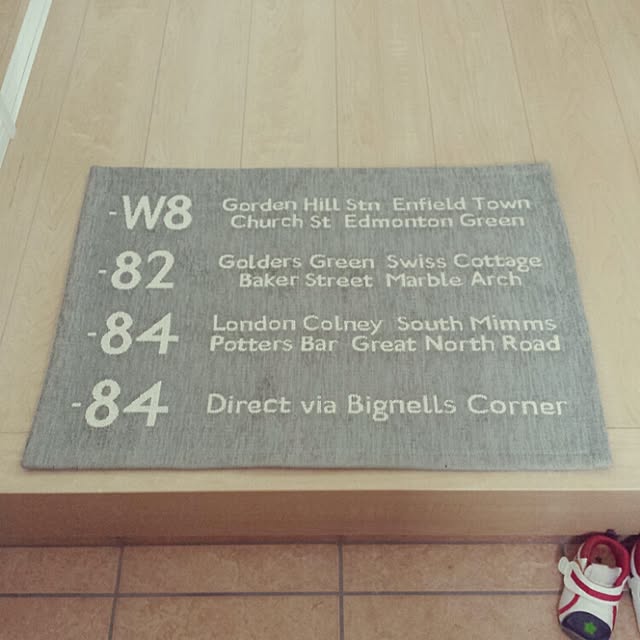 -W8 Gorden Hill Stn Enfield Town
Church St Edmonton Green
-82 Golders Green Swiss Cottage
Baker Street Marble Arch
-84 London Colney South Mimms
Potters Bar Great North Road
-84 Direct via Bignells Corner